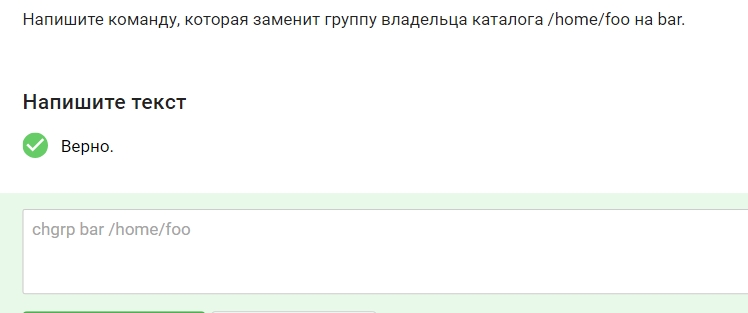 Напишите команду, которая заменит группу владельца каталога /home/foo на bar.
Напишите текст
Верно.
chgrp bar /home/foo